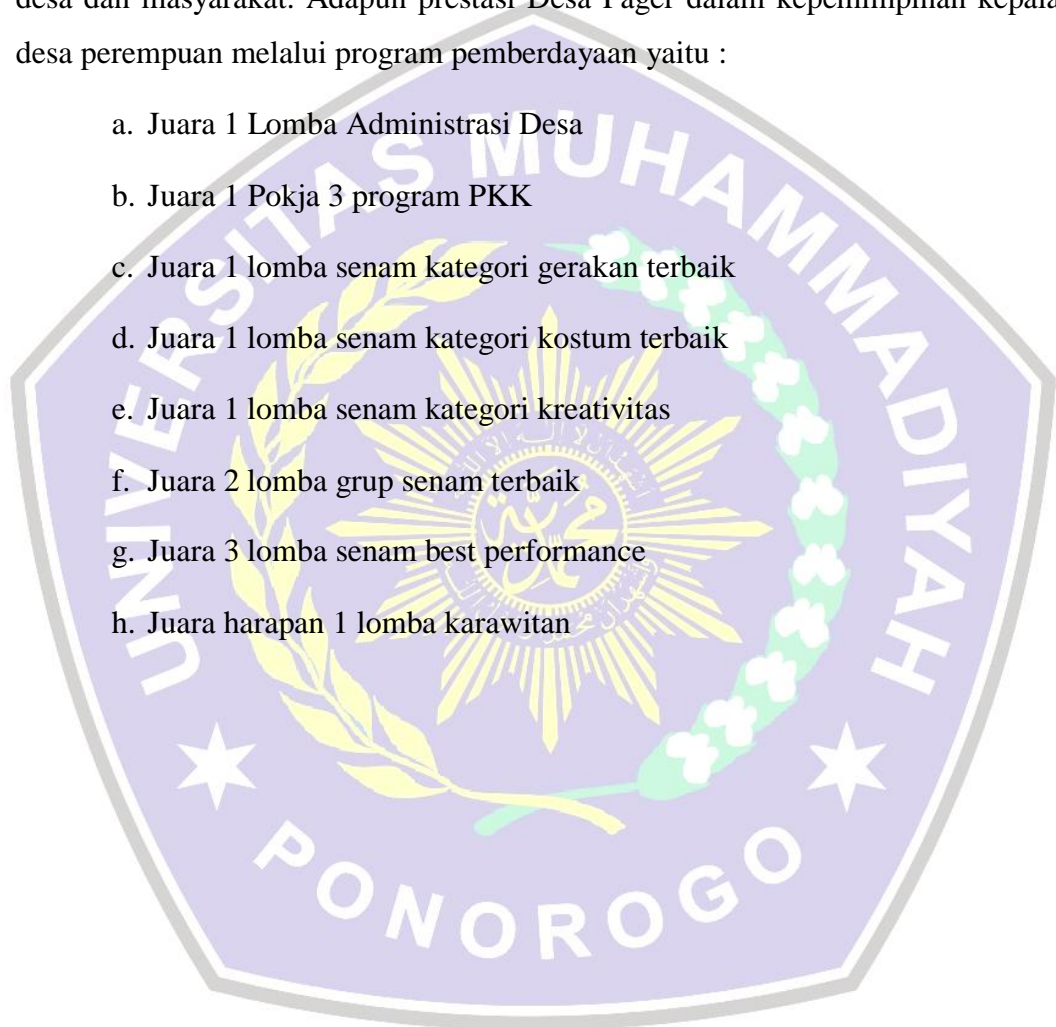 desa dan masyarakat. Adapun prestasi Desa Pager dalam kepemimpinan kepala
desa perempuan melalui program pemberdayaan yaitu :
a. Juara 1 Lomba Administrasi Desa
b. Juara 1 Pokja 3 program PKK
c. Juara 1 lomba senam kategori gerakan terbaik
d. Juara 1 lomba senam kategori kostum terbaik
e. Juara 1 lomba senam kategori kreativitas
f. Juara 2 lomba grup senam terbaik
g. Juara 3 lomba senam best performance
h. Juara harapan 1 lomba karawitan
UNIVERSITAS MUHAMMADIYAH
PONOROGO